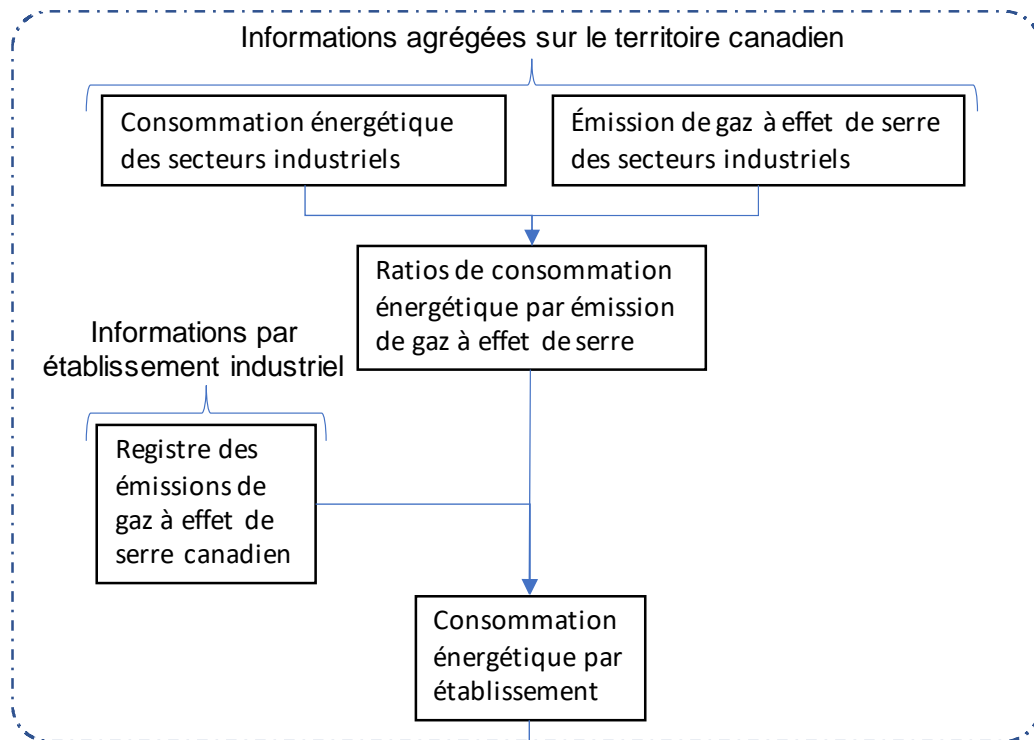 Informations agrégées sur le territoire canadien
Consommation énergétique
des secteurs industriels
Émission de gaz à effet de serre
des secteurs industriels
Ratios de consommation
énergétique par émission
de gaz à effet de serre
Informations par
établissement industriel
Registre des
émissions de
gaz à effet de
serre canadien
Consommation
énergétique par
établissement